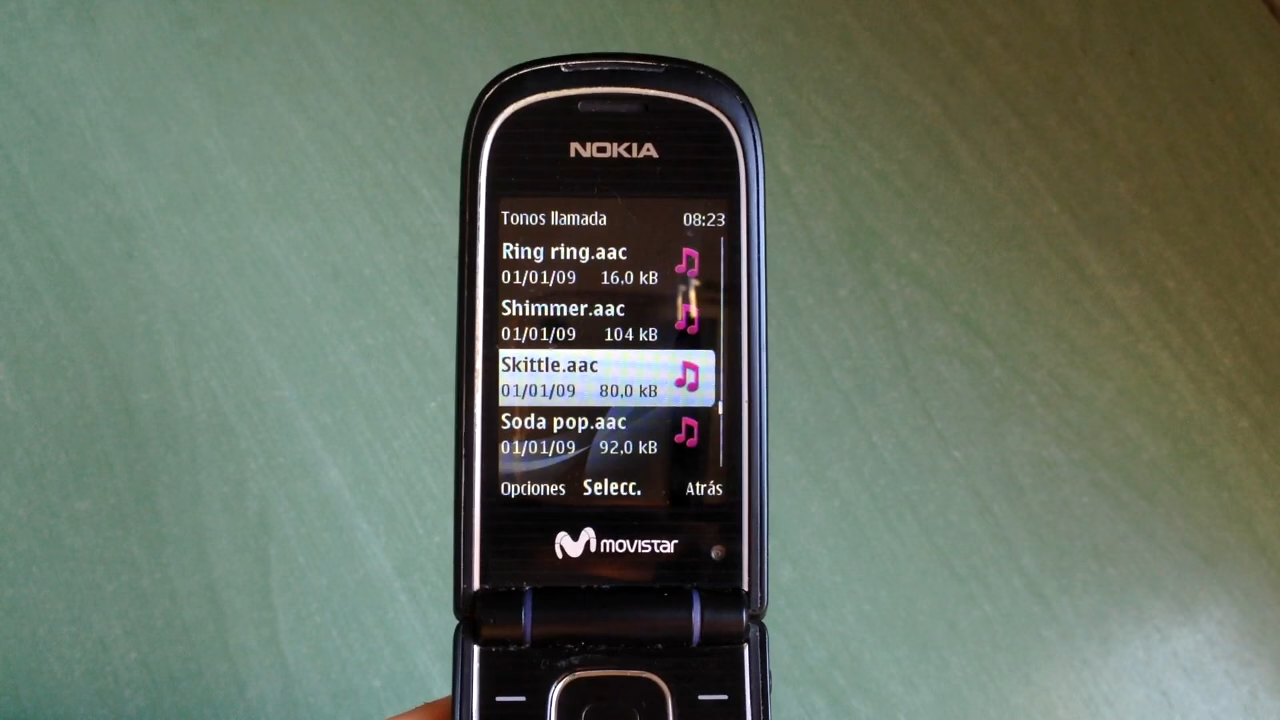 NOKIA
Tonos llamada 08:23
Ring ring.aac
01/01/09 16,0 kB
Shimmer.aac
01/01/09 104 kB
Skittle.aac
01/01/09 80,0 kB
Soda pop.aac
01/01/09 92,0 kB
Opciones Selecc. Atrás
movistar